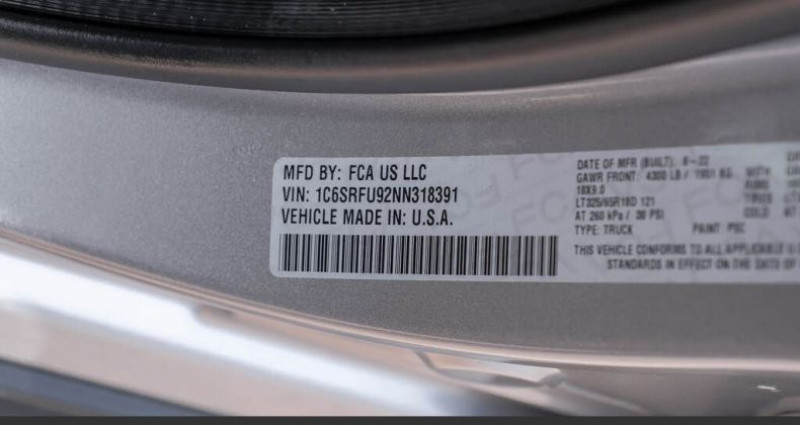 MFD BY: FCA US LLC
VIN: 1C6SRFU92NN318391
VEHICLE MADE IN: U.S.A.
DATE OF MFR (BUILT). 6-22
GAWR FRONT: 4300 LB / 1951 KG WITH
18X9.0
LT325/65R18D 121
AT 260 kPa / 38 PSI
TYPE: TRUCK PAINT: PSC
THIS VEHICLE CONFORMS TO ALL APPLICABLE
STANDARDS IN EFFECT ON THE DATE OF